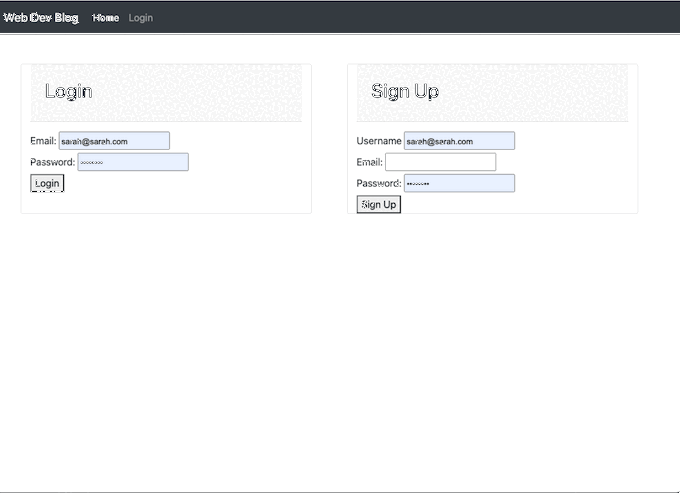 Web Dev Blog Home Login
Login
Email: sarah@sarah.com
Password: ••••••••
Login
Sign Up
Username sarah@sarah.com
Email:
Password: ••••••••
Sign Up